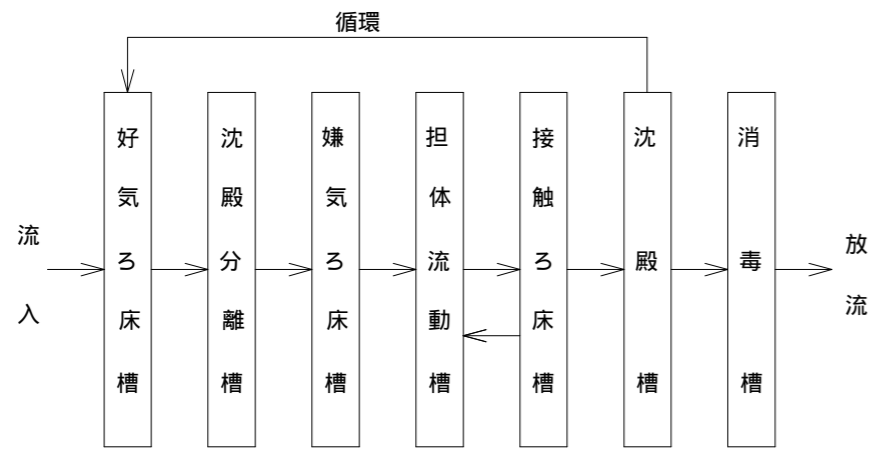 循環
流入
好気ろ床槽
沈殿分離槽
嫌気ろ床槽
担体流動槽
接触ろ床槽
沈殿槽
消毒槽
放流